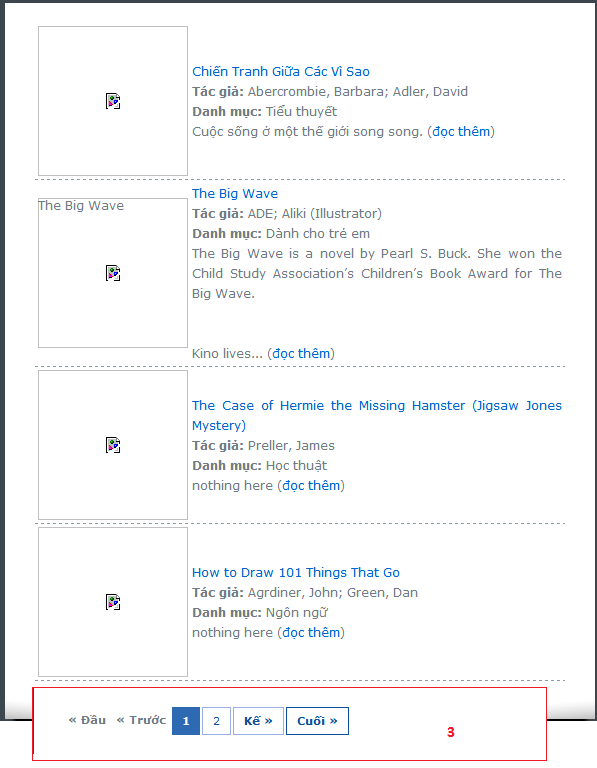 Chiến Tranh Giữa Các Vì Sao
Tác giả: Abercrombie, Barbara; Adler, David
Danh mục: Tiểu thuyết
Cuộc sống ở một thế giới song song. (đọc thêm)
The Big Wave
The Big Wave
Tác giả: ADE; Aliki (Illustrator)
Danh mục: Dành cho trẻ em
The Big Wave is a novel by Pearl S. Buck. She won the
Child Study Association’s Children’s Book Award for The
Big Wave.
Kino lives... (đọc thêm)
The Case of Hermie the Missing Hamster (Jigsaw Jones
Mystery)
Tác giả: Preller, James
Danh mục: Học thuật
nothing here (đọc thêm)
How to Draw 101 Things That Go
Tác giả: Agrdiner, John; Green, Dan
Danh mục: Ngôn ngữ
nothing here (đọc thêm)
« Đầu « Trước 1 2 Kế » Cuối »
3